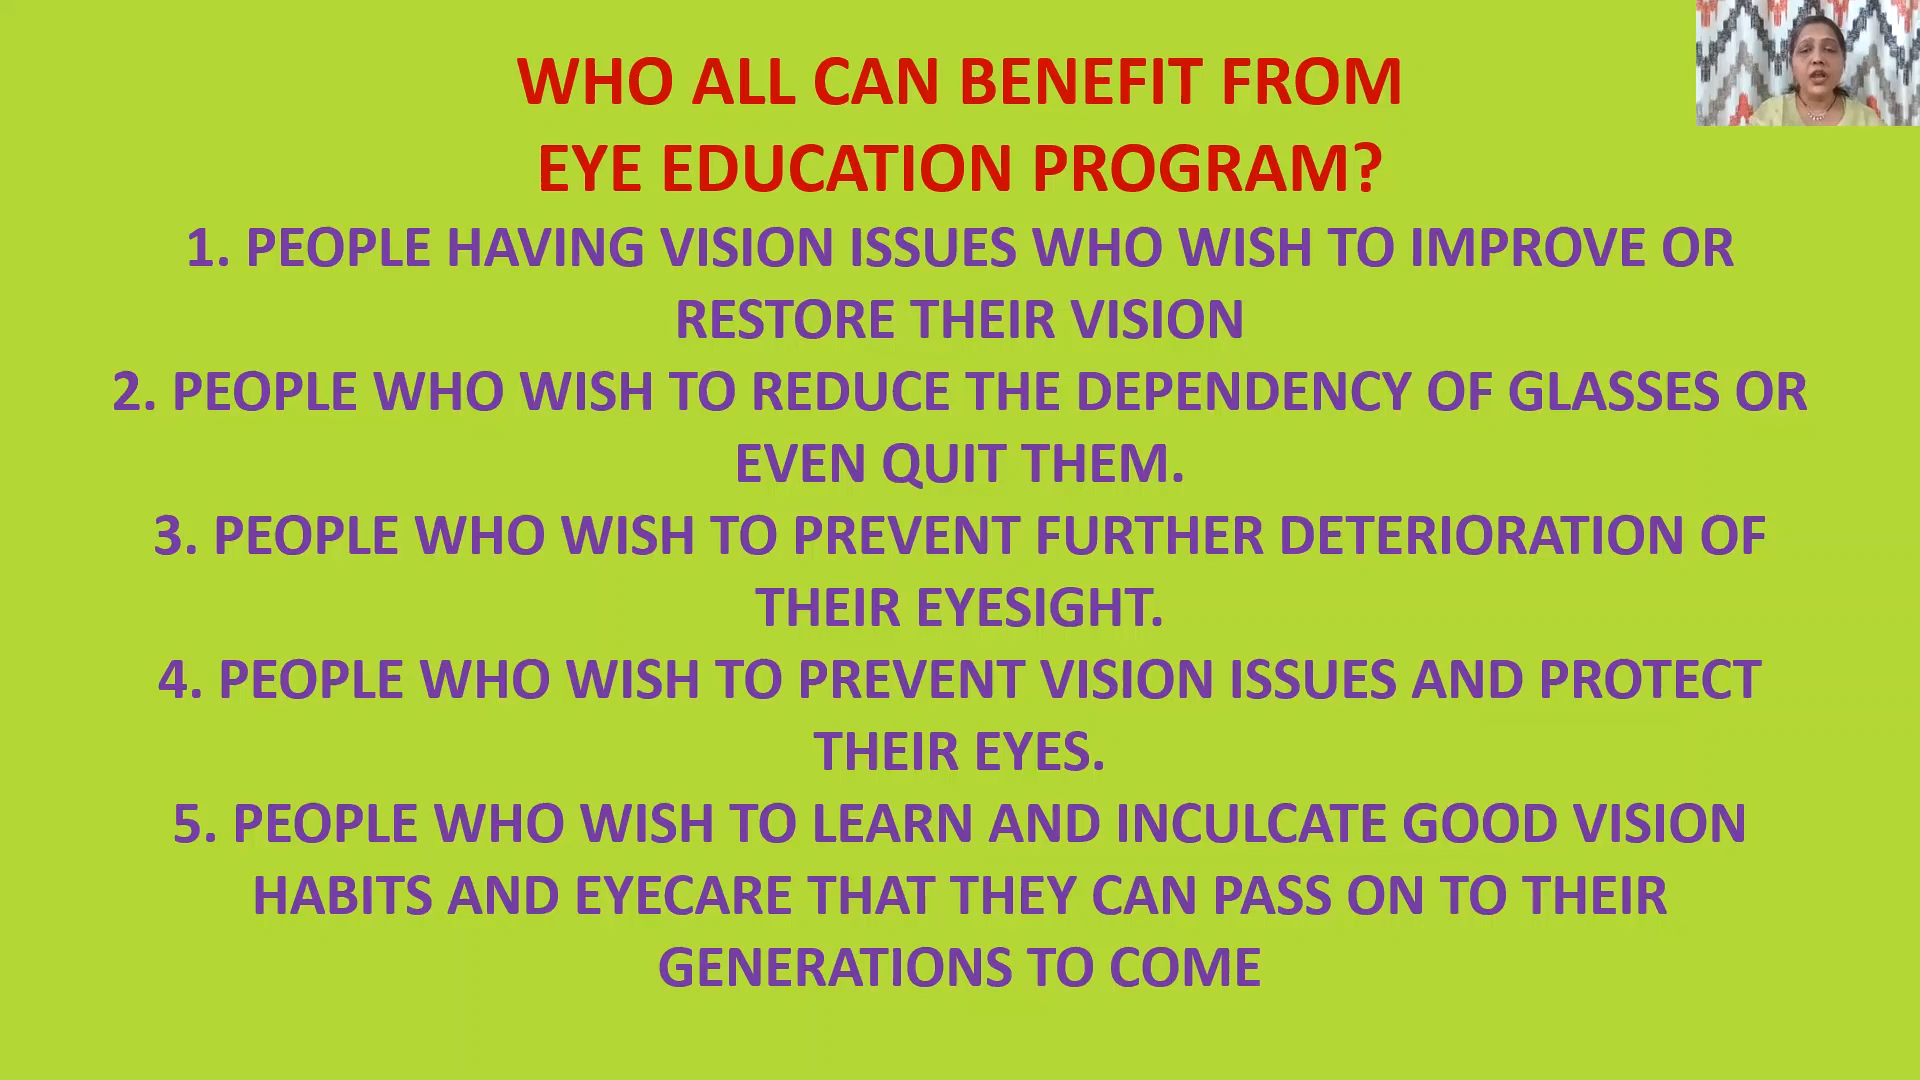 WHO ALL CAN BENEFIT FROM
EYE EDUCATION PROGRAM?
1. PEOPLE HAVING VISION ISSUES WHO WISH TO IMPROVE OR
RESTORE THEIR VISION
2. PEOPLE WHO WISH TO REDUCE THE DEPENDENCY OF GLASSES OR
EVEN QUIT THEM.
3. PEOPLE WHO WISH TO PREVENT FURTHER DETERIORATION OF
THEIR EYESIGHT.
4. PEOPLE WHO WISH TO PREVENT VISION ISSUES AND PROTECT
THEIR EYES.
5. PEOPLE WHO WISH TO LEARN AND INCULCATE GOOD VISION
HABITS AND EYECARE THAT THEY CAN PASS ON TO THEIR
GENERATIONS TO COME